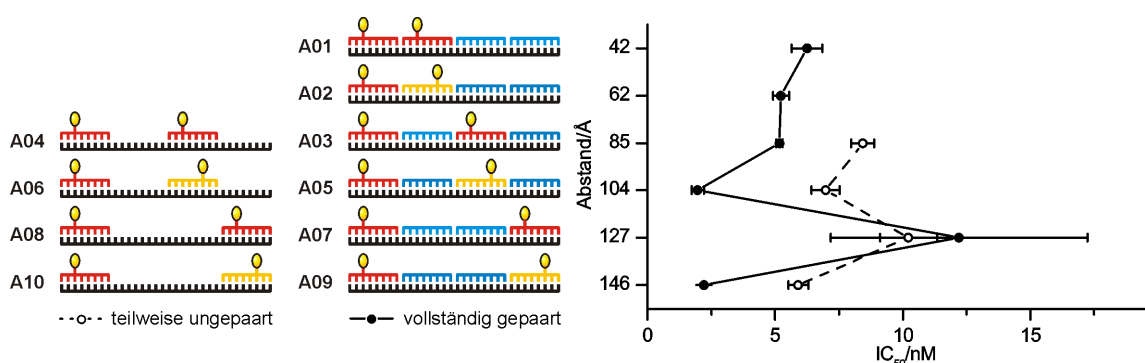 A04
A06
A08
A10
teilweise ungepaart
A01
A02
A03
A05
A07
A09
vollständig gepaart
Abstand/Å
42
62
85
104
127
146
0
5
10
15
IC50/nM